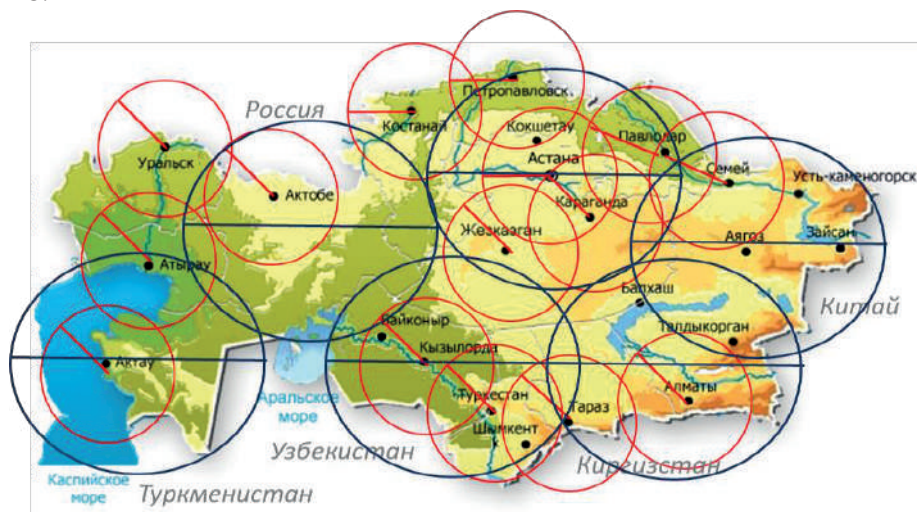 Россия
Петропавловск
Костанай
Кокшетау
Павлодар
Уральск
Астана
Семей
Усть-каменогорск
Актобе
Караганда
Жезказган
Аягоз
Зайсан
Атырау
Балхаш
Китай
Байконыр
Талдыкорган
Кызылорда
Актау
Алматы
Аральское
море
Туркестан
Тараз
Шымкент
Узбекистан
Киргизстан
Каспийское
море
Туркменистан